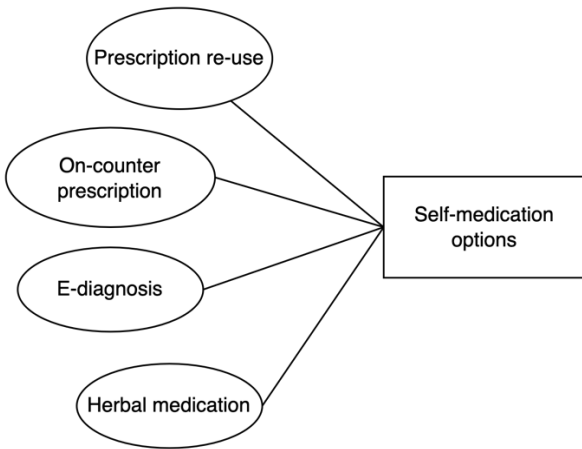 Prescription re-use
On-counter
prescription
Self-medication
options
E-diagnosis
Herbal medication